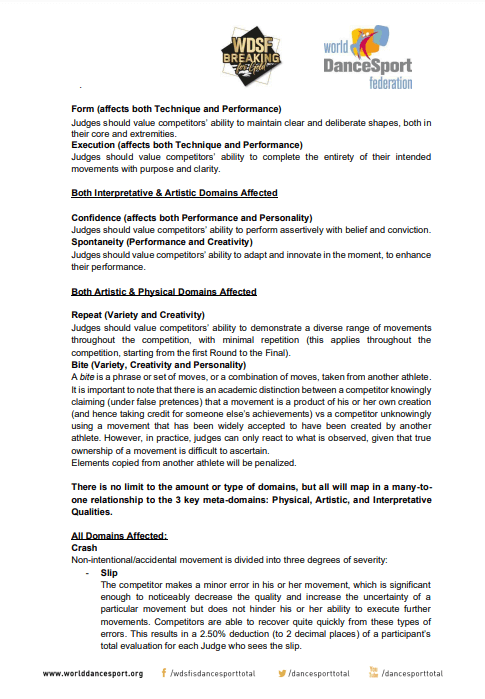 WDSF
BREAKING
for Gold
world
DanceSport
federation
.
Form (affects both Technique and Performance)
Judges should value competitors' ability to maintain clear and deliberate shapes, both in
their core and extremities.
Execution (affects both Technique and Performance)
Judges should value competitors' ability to complete the entirety of their intended
movements with purpose and clarity.
Both Interpretative & Artistic Domains Affected
Confidence (affects both Performance and Personality)
Judges should value competitors' ability to perform assertively with belief and conviction.
Spontaneity (Performance and Creativity)
Judges should value competitors' ability to adapt and innovate in the moment, to enhance
their performance.
Both Artistic & Physical Domains Affected
Repeat (Variety and Creativity)
Judges should value competitors' ability to demonstrate a diverse range of movements
throughout the competition, with minimal repetition (this applies throughout the
competition, starting from the first Round to the Final).
Bite (Variety, Creativity and Personality)
A bite is a phrase or set of moves, or a combination of moves, taken from another athlete.
It is important to note that there is an academic distinction between a competitor knowingly
claiming (under false pretences) that a movement is a product of his or her own creation
(and hence taking credit for someone else's achievements) vs a competitor unknowingly
using a movement that has been widely accepted to have been created by another
athlete. However, in practice, judges can only react to what is observed, given that true
ownership of a movement is difficult to ascertain.
Elements copied from another athlete will be penalized.
There is no limit to the amount or type of domains, but all will map in a many-to-
one relationship to the 3 key meta-domains: Physical, Artistic, and Interpretative
Qualities.
All Domains Affected:
Crash
Non-intentional/accidental movement is divided into three degrees of severity:
- Slip
The competitor makes a minor error in his or her movement, which is significant
enough to noticeably decrease the quality and increase the uncertainty of a
particular movement but does not hinder his or her ability to execute further
movements. Competitors are able to recover quite quickly from these types of
errors. This results in a 2.50% deduction (to 2 decimal places) of a participant's
total evaluation for each Judge who sees the slip.
www.worlddancesport.org f /wdsfisdancesporttotal /dancesporttotal You Tube /dancesporttotal